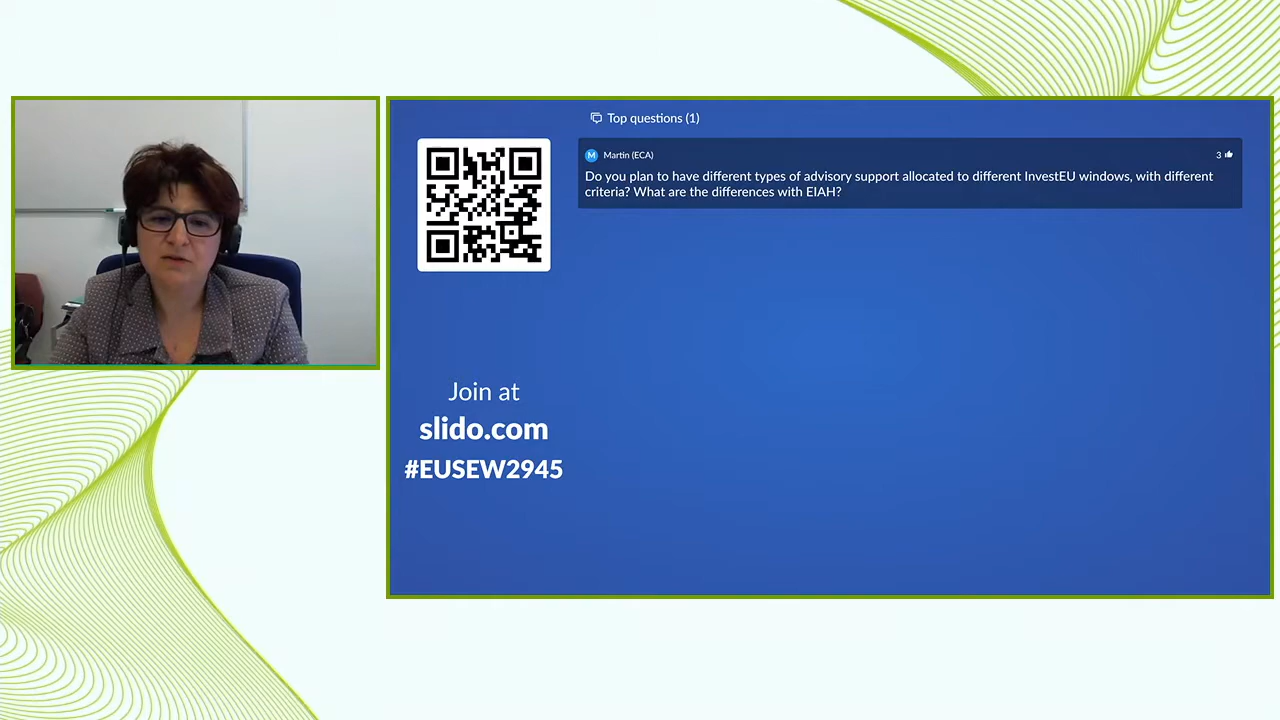 Top questions (1)
M Martin (ECA) 3
Do you plan to have different types of advisory support allocated to different InvestEU windows, with different
criteria? What are the differences with EIAH?
Join at
slido.com
#EUSEW2945